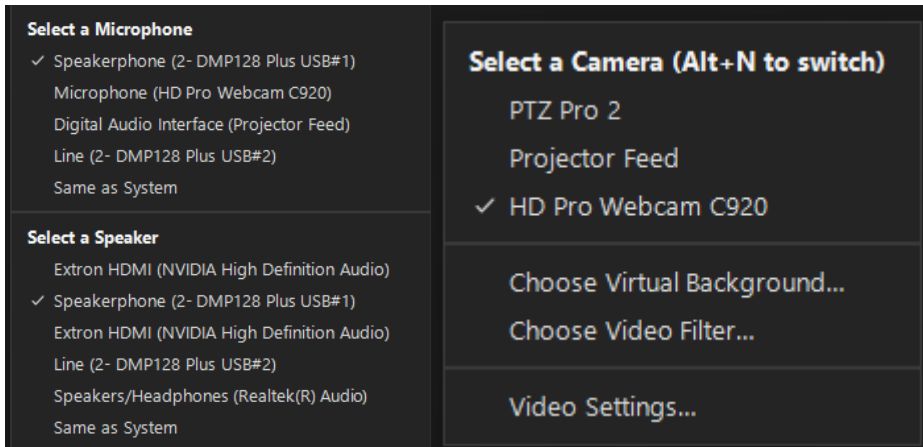 Select a Microphone
✓ Speakerphone (2- DMP128 Plus USB#1)
Microphone (HD Pro Webcam C920)
Digital Audio Interface (Projector Feed)
Line (2- DMP128 Plus USB#2)
Same as System
Select a Speaker
Extron HDMI (NVIDIA High Definition Audio)
✓ Speakerphone (2- DMP128 Plus USB#1)
Extron HDMI (NVIDIA High Definition Audio)
Line (2- DMP128 Plus USB#2)
Speakers/Headphones (Realtek(R) Audio)
Same as System
Select a Camera (Alt+N to switch)
PTZ Pro 2
Projector Feed
✓ HD Pro Webcam C920
Choose Virtual Background...
Choose Video Filter...
Video Settings...